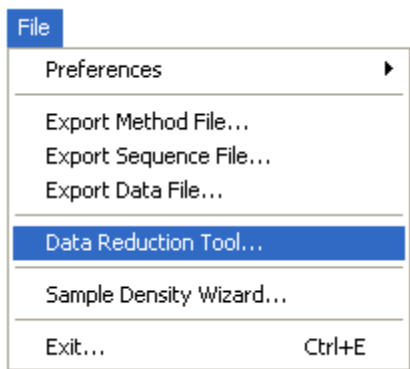 File
Preferences
Export Method File...
Export Sequence File...
Export Data File...
Data Reduction Tool...
Sample Density Wizard...
Exit... Ctrl+E